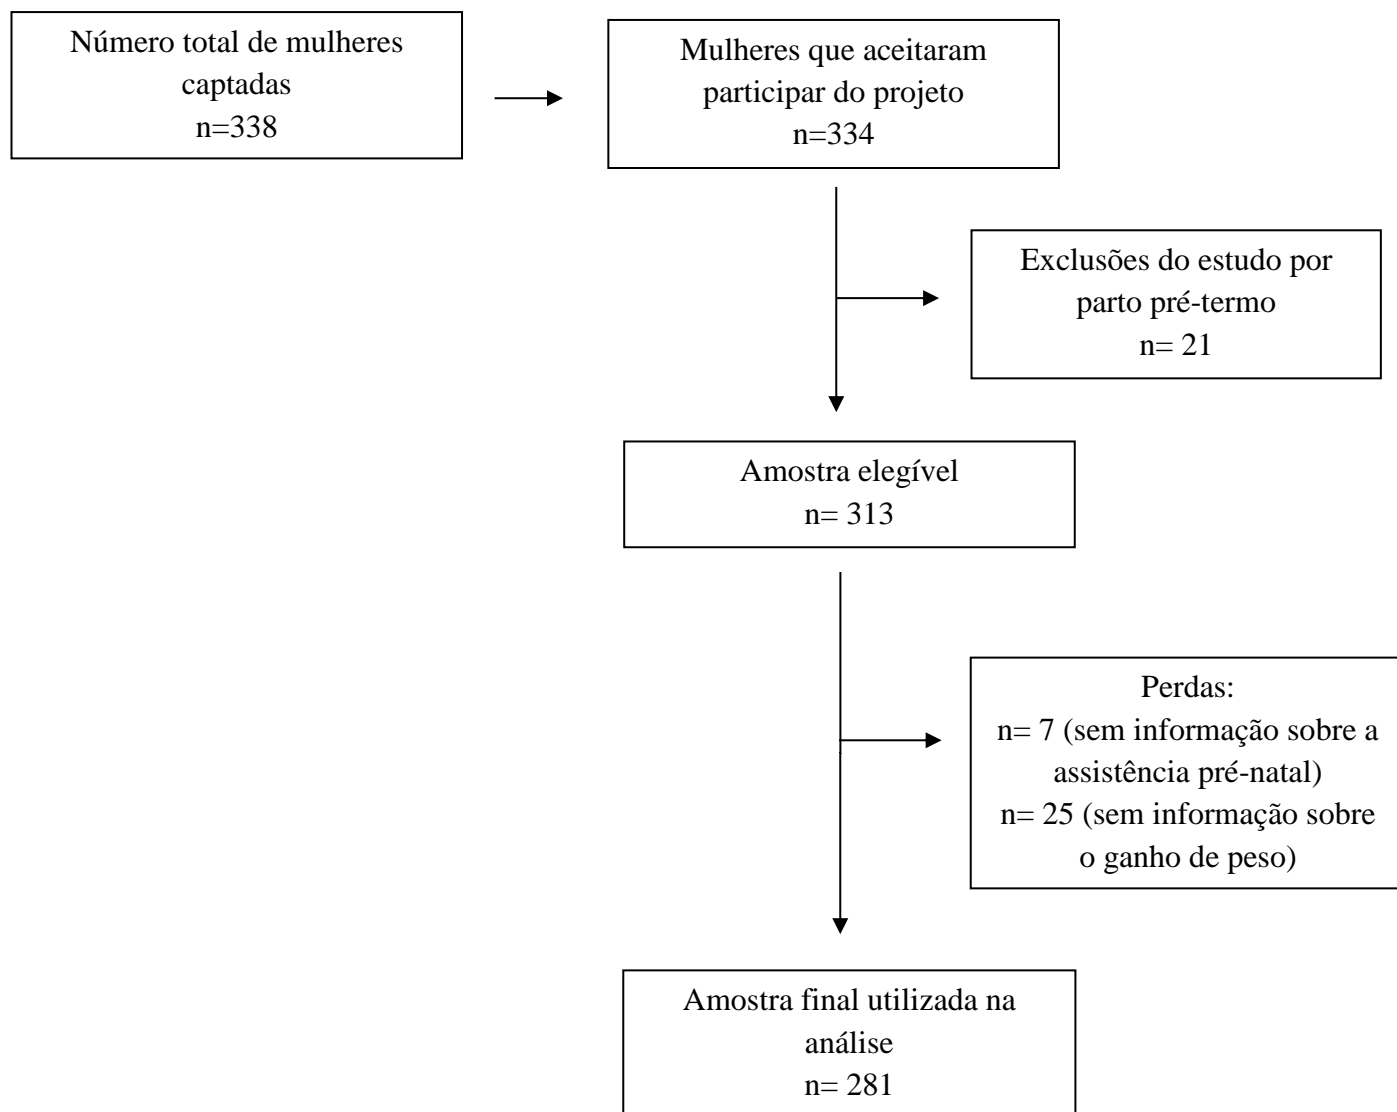 Número total de mulheres
captadas
n=338
Mulheres que aceitaram
participar do projeto
n=334
Exclusões do estudo por
parto pré-termo
n= 21
Amostra elegível
n= 313
Perdas:
n= 7 (sem informação sobre a
assistência pré-natal)
n= 25 (sem informação sobre
o ganho de peso)
Amostra final utilizada na
análise
n= 281